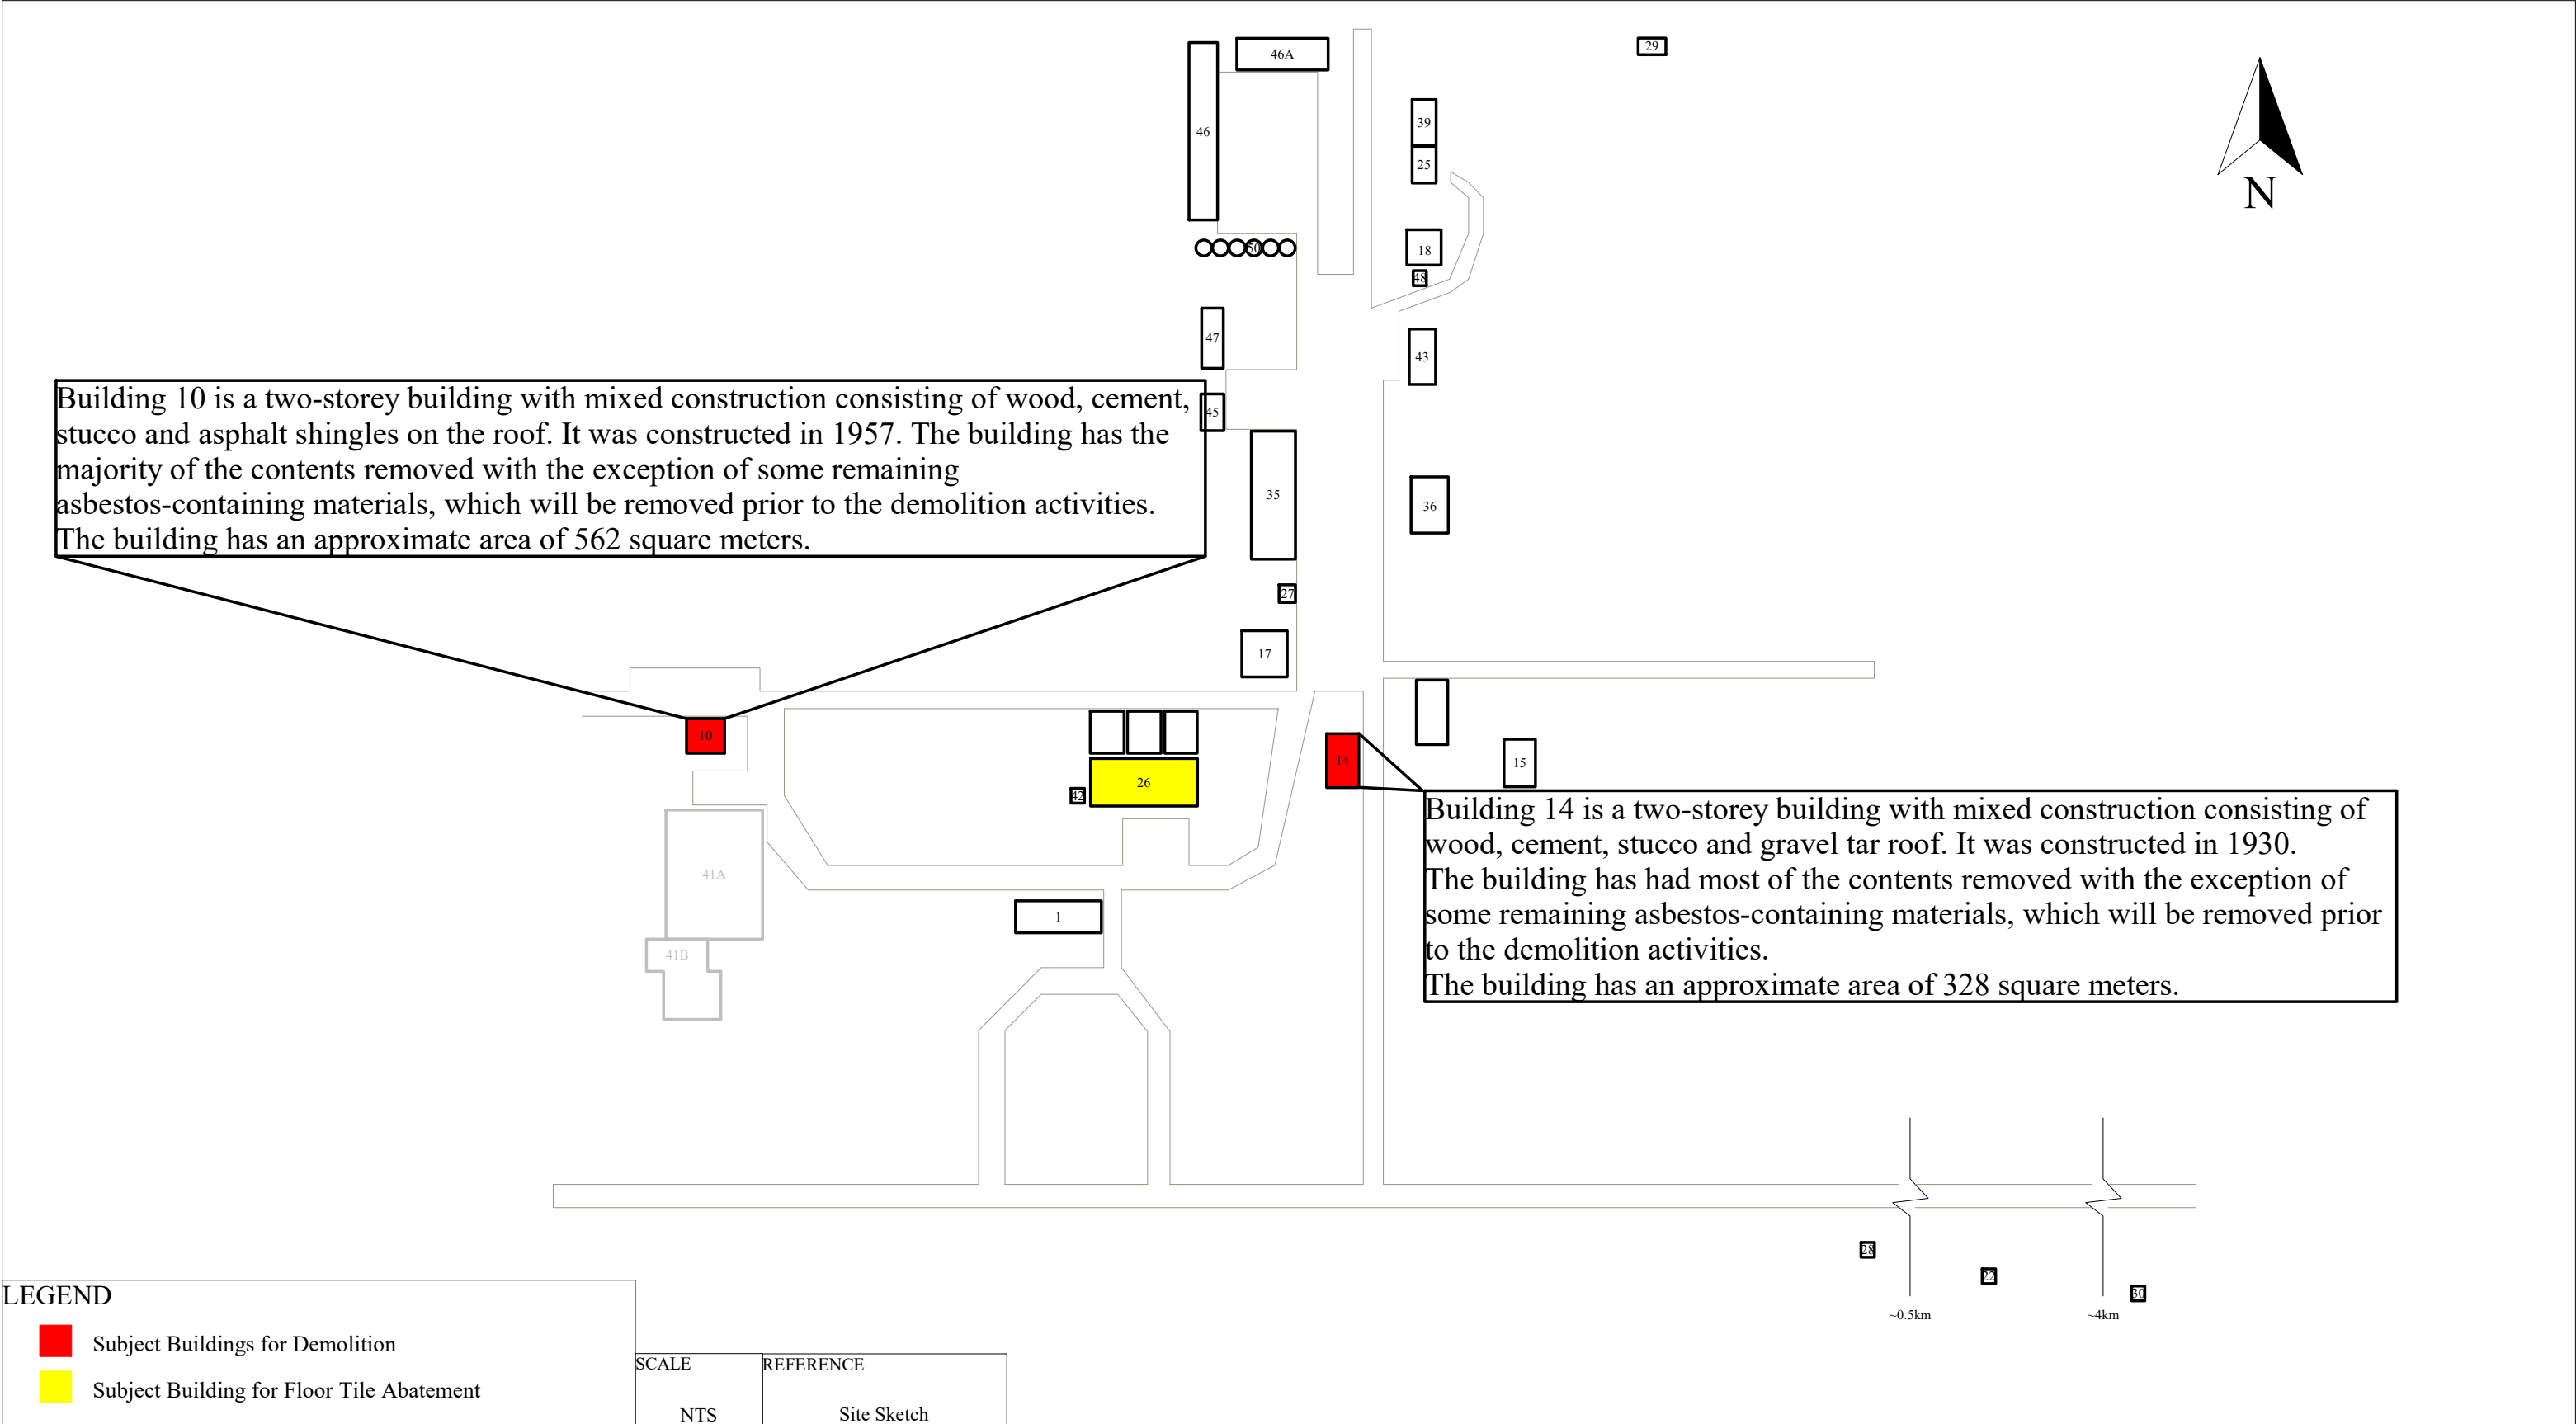 46A
29
46
39
25
N
50
18
48
47
43
Building 10 is a two-storey building with mixed construction consisting of wood, cement,
stucco and asphalt shingles on the roof. It was constructed in 1957. The building has the
majority of the contents removed with the exception of some remaining
asbestos-containing materials, which will be removed prior to the demolition activities.
The building has an approximate area of 562 square meters.
45
35
36
27
17
10
14
15
26
42
Building 14 is a two-storey building with mixed construction consisting of
wood, cement, stucco and gravel tar roof. It was constructed in 1930.
The building has had most of the contents removed with the exception of
some remaining asbestos-containing materials, which will be removed prior
to the demolition activities.
The building has an approximate area of 328 square meters.
41A
1
41B
28
22
30
~0.5km
~4km
LEGEND
Subject Buildings for Demolition
Subject Building for Floor Tile Abatement
SCALE
NTS
REFERENCE
Site Sketch